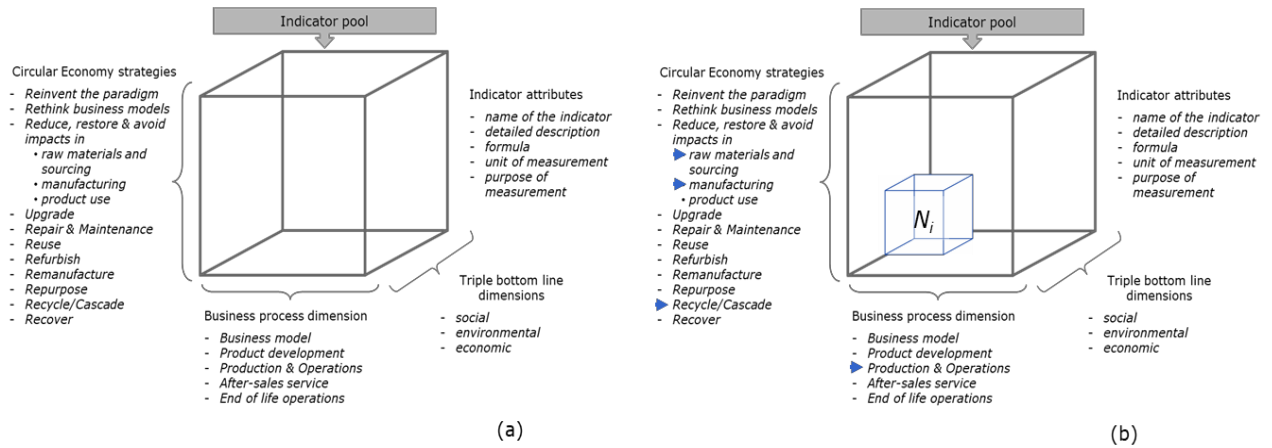 Indicator pool
Circular Economy strategies
- Reinvent the paradigm
- Rethink business models
- Reduce, restore & avoid
impacts in
• raw materials and
sourcing
• manufacturing
• product use
- Upgrade
- Repair & Maintenance
- Reuse
- Refurbish
- Remanufacture
- Repurpose
- Recycle/Cascade
- Recover
Indicator attributes
- name of the indicator
- detailed description
- formula
- unit of measurement
- purpose of
measurement
Triple bottom line
dimensions
- social
- environmental
- economic
Business process dimension
- Business model
- Product development
- Production & Operations
- After-sales service
- End of life operations
(a)
Indicator pool
Circular Economy strategies
- Reinvent the paradigm
- Rethink business models
- Reduce, restore & avoid
impacts in
raw materials and
sourcing
manufacturing
• product use
- Upgrade
- Repair & Maintenance
- Reuse
- Refurbish
- Remanufacture
- Repurpose
Recycle/Cascade
- Recover
Ni
Indicator attributes
- name of the indicator
- detailed description
- formula
- unit of measurement
- purpose of
measurement
Triple bottom line
dimensions
- social
- environmental
- economic
Business process dimension
- Business model
- Product development
Production & Operations
- After-sales service
- End of life operations
(b)